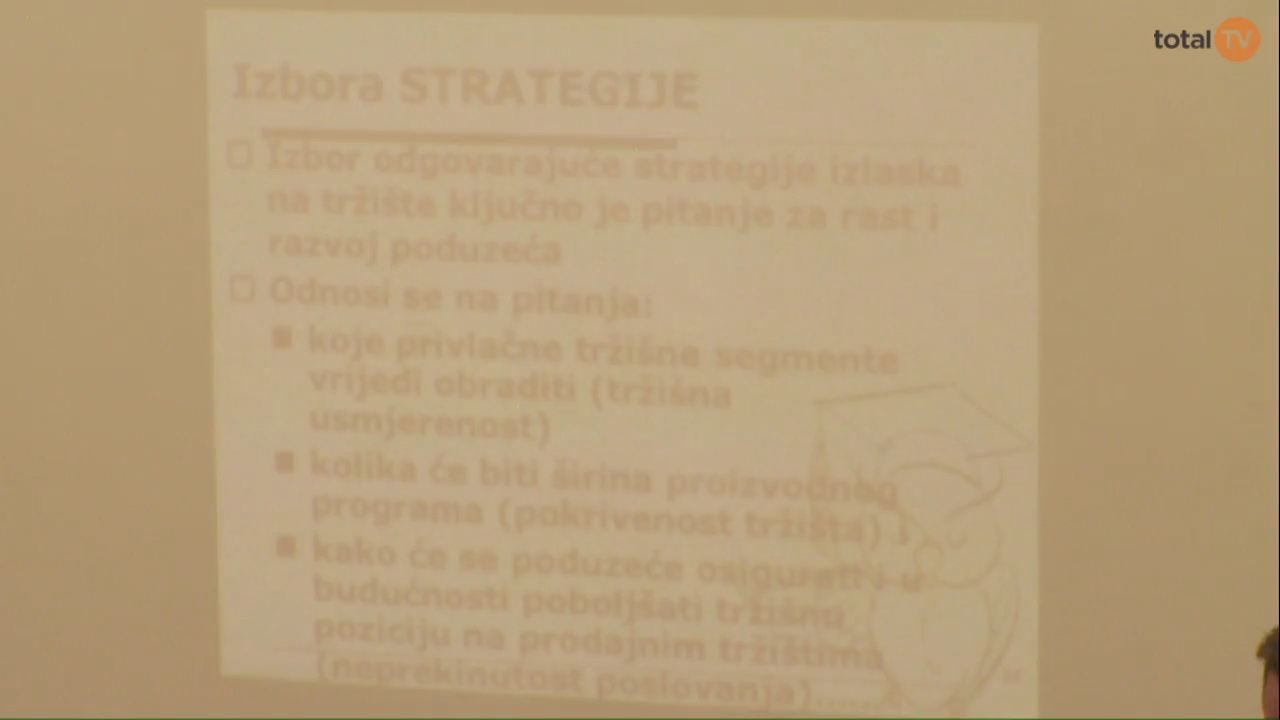 total TV
Izbora STRATEGIJE
Izbor odgovarajuće strategije izlaska
na tržište ključno je pitanje za rast i
razvoj poduzeća
Odnosi se na pitanja:
koje privlačne tržišne segmente
vrijedi obraditi (tržišna
usmjerenost)
kolika će biti širina proizvodnog
programa (pokrivenost tržišta) i
kako će se poduzeće osigurati i u
budućnosti poboljšati tržišnu
poziciju na prodajnim tržištima
(neprekinutost poslovanja)......